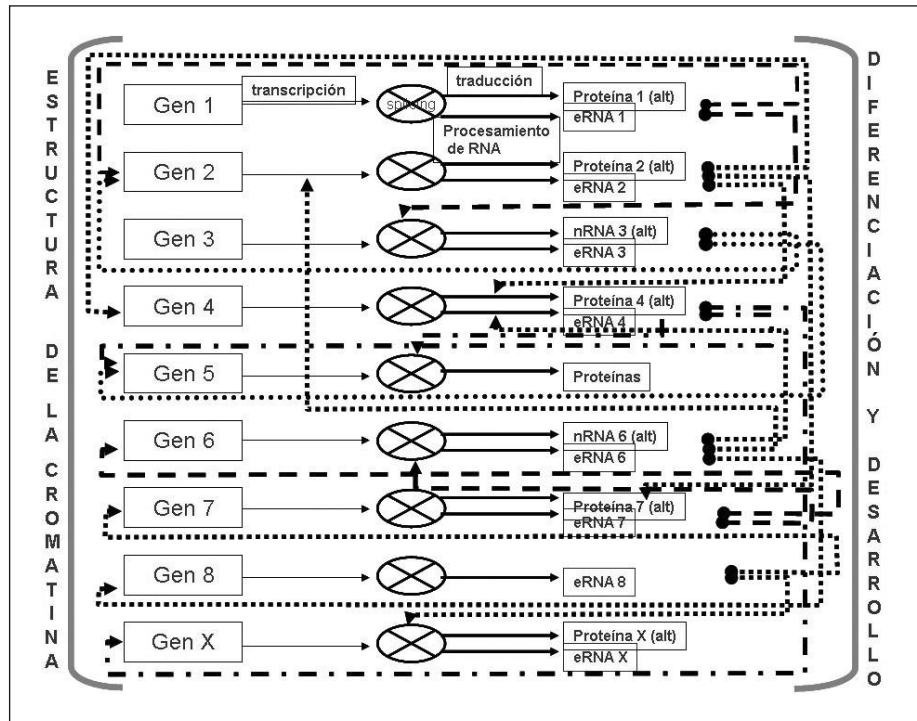 ESTRUCTURA DE LA CROMATINA
Gen 1
transcripción
splicing
traducción
Proteína 1 (alt)
eRNA 1
Procesamiento
de RNA
Gen 2
Proteína 2 (alt)
eRNA 2
Gen 3
nRNA 3 (alt)
eRNA 3
Gen 4
Proteína 4 (alt)
eRNA 4
Gen 5
Proteínas
Gen 6
nRNA 6 (alt)
eRNA 6
Gen 7
Proteína 7 (alt)
eRNA 7
Gen 8
eRNA 8
Gen X
Proteína X (alt)
eRNA X
DIFERENCIACIÓN Y DESARROLLO